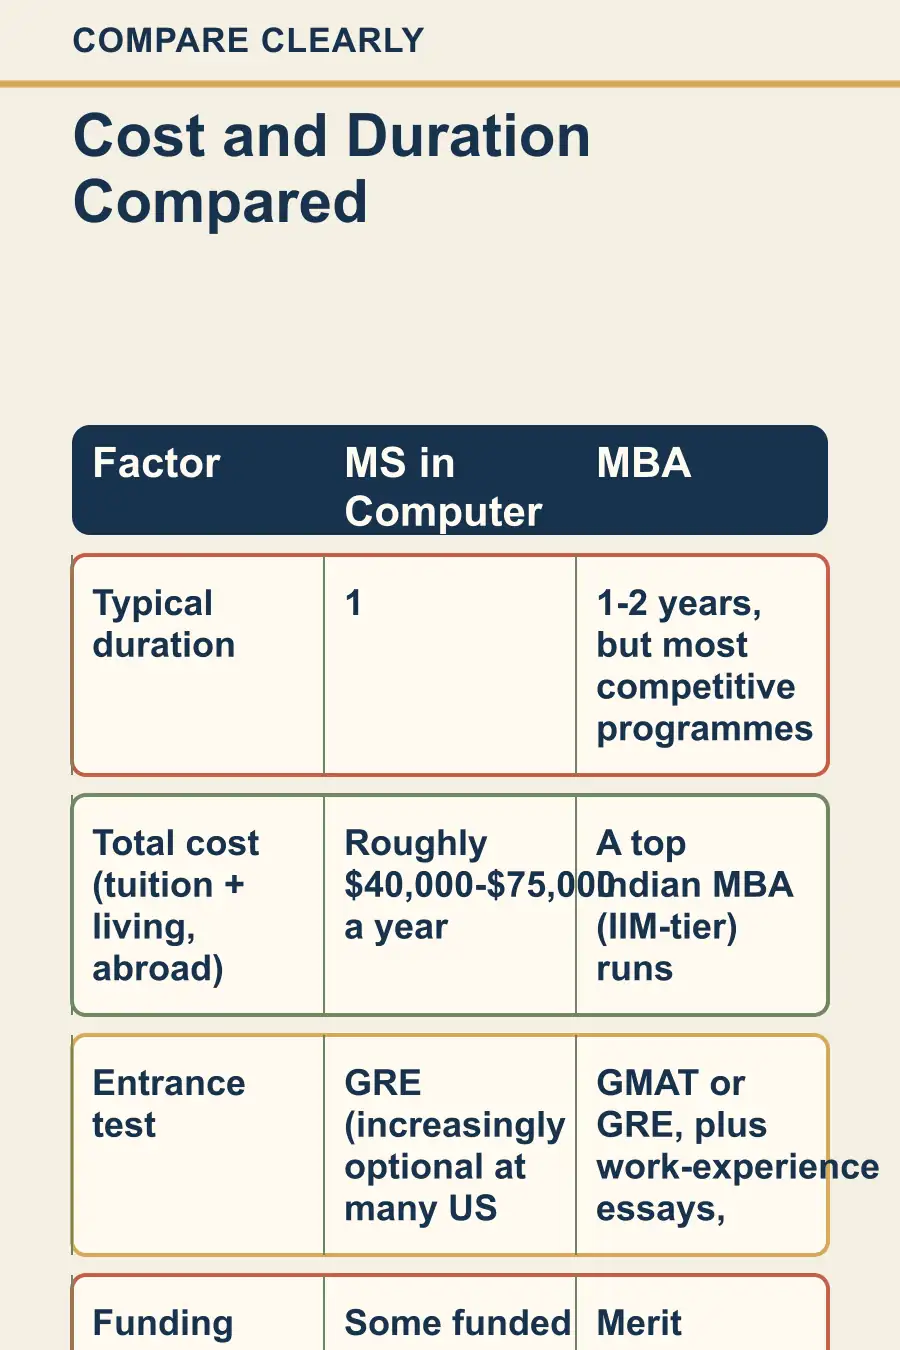 COMPARE CLEARLY
Cost and Duration
Compared
Factor
MS in
Computer
MBA
Typical
duration
1
1-2 years,
but most
competitive
programmes
Total cost
(tuition +
living,
abroad)
Roughly
$40,000-$75,000
a year
A top
Indian MBA
(IIM-tier)
runs
Entrance
test
GRE
(increasingly
optional at
many US
GMAT or
GRE, plus
work-experience
essays,
Funding
Some funded
Merit